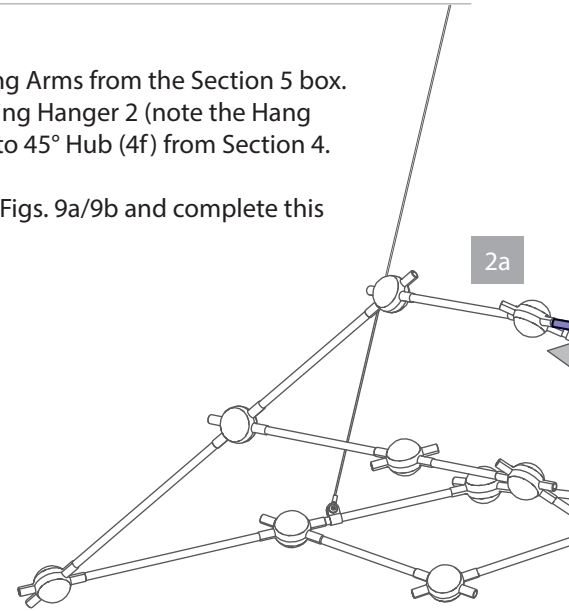 ng Arms from the Section 5 box.
ing Hanger 2 (note the Hang
to 45° Hub (4f) from Section 4.
Figs. 9a/9b and complete this
2a